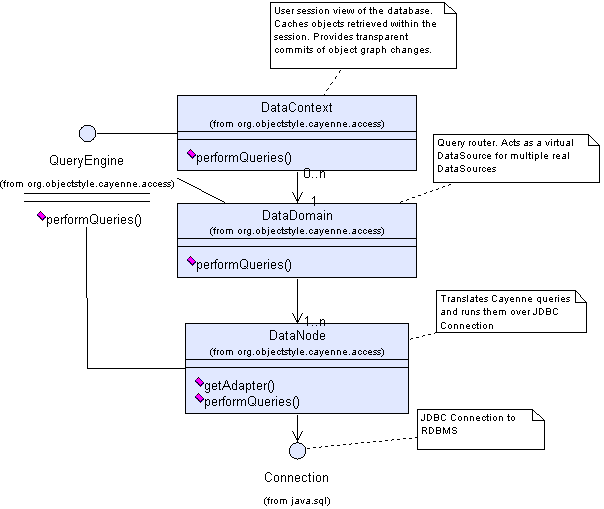 User session view of the database.
Caches objects retrieved within the
session. Provides transparent
commits of object graph changes.
DataContext
(from org.objectstyle.cayenne.access)
performQueries()
0..n
QueryEngine
(from org.objectstyle.cayenne.access)
performQueries()
Query router. Acts as a virtual
DataSource for multiple real
DataSources
1
DataDomain
(from org.objectstyle.cayenne.access)
performQueries()
Translates Cayenne queries
and runs them over JDBC
Connection
1..n
DataNode
(from org.objectstyle.cayenne.access)
getAdapter()
performQueries()
JDBC Connection to
RDBMS
Connection
(from java.sql)